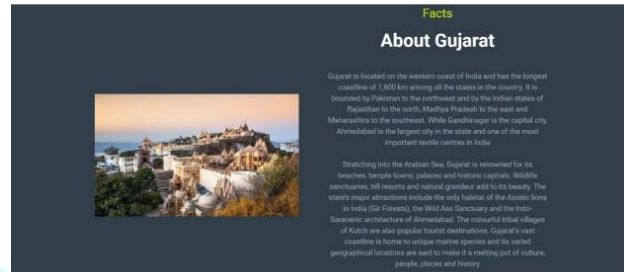 Facts
About Gujarat
Gujarat is located on the western coast of India and has the longest
coastline of 1,600 km among all the states in the country. It is
bounded by Pakistan to the northwest and by the Indian states of
Rajasthan to the north, Madhya Pradesh to the east and
Maharashtra to the southeast. While Gandhinagar is the capital city,
Ahmedabad is the largest city in the state and one of the most
important textile centres in India
Stretching into the Arabian Sea, Gujarat is renowned for its
beaches, temple towns, palaces and historic capitals. Wildlife
sanctuaries, hill resorts and natural grandeur add to its beauty. The
state's major attractions include the only habitat of the Asiatic lions
in India (Gir Forests), the Wild Ass Sanctuary and the Indo-
Saracenic architecture of Ahmedabad. The colourful tribal villages
of Kutch are also popular tourist destinations. Gujarat's vast
coastline is home to unique marine species and its varied
geographical locations are said to make it a melting pot of culture,
people, places and history